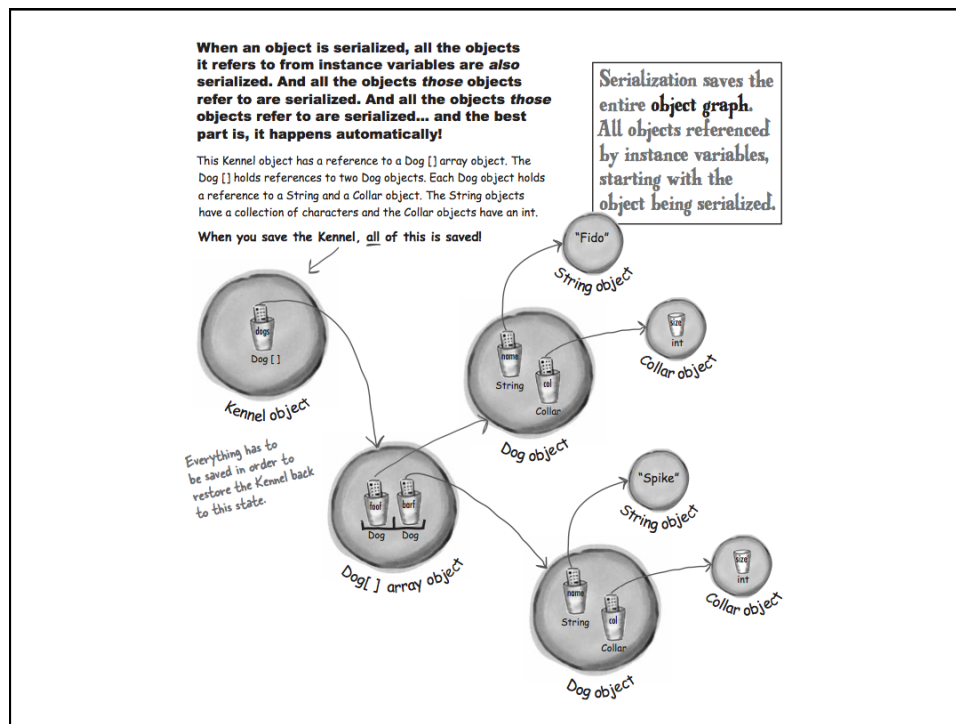 When an object is serialized, all the objects
it refers to from instance variables are also
serialized. And all the objects those objects
refer to are serialized. And all the objects those
objects refer to are serialized... and the best
part is, it happens automatically!
Serialization saves the
entire object graph.
All objects referenced
by instance variables,
starting with the
object being serialized.
This Kennel object has a reference to a Dog [] array object. The
Dog [] holds references to two Dog objects. Each Dog object holds
a reference to a String and a Collar object. The String objects
have a collection of characters and the Collar objects have an int.
When you save the Kennel, all of this is saved!
"Fido"
String object
dogs
Dog [ ]
Kennel object
name
String
col
Collar
Dog object
size
int
Collar object
Everything has to
be saved in order to
restore the Kennel back
to this state.
foof
barf
Dog
Dog
Dog[ ] array object
"Spike"
String object
name
String
col
Collar
Dog object
size
int
Collar object